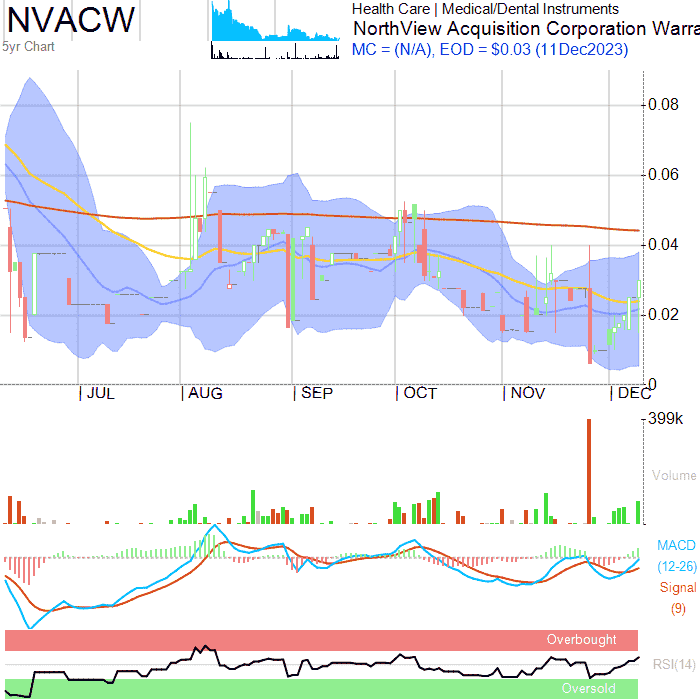 NVACW
5yr Chart
Health Care | Medical/Dental Instruments
NorthView Acquisition Corporation Warra
MC = (N/A), EOD = $0.03 (11Dec2023)
0.08
0.06
0.04
0.02
0
JUL
AUG
SEP
OCT
NOV
DEC
399k
Volume
MACD
(12-26)
Signal
(9)
Overbought
RSI(14)
Oversold